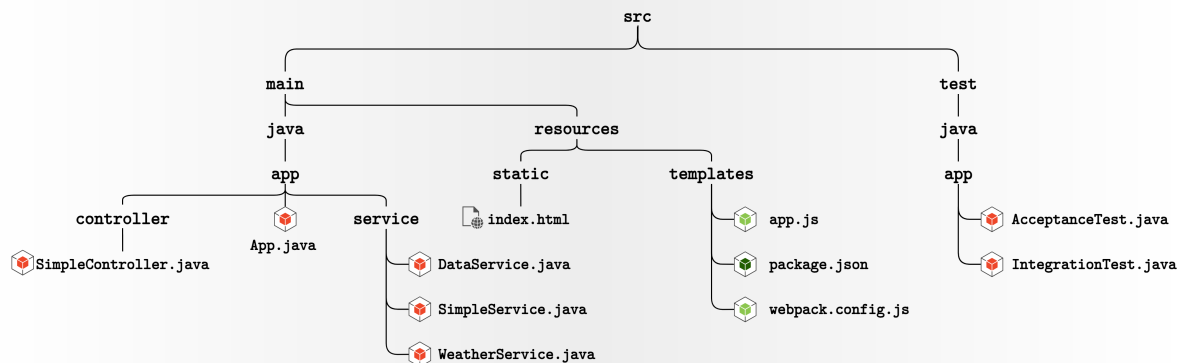 src
main
test
java
resources
java
app
static
templates
app
controller
App.java
service
index.html
app.js
AcceptanceTest.java
SimpleController.java
DataService.java
package.json
IntegrationTest.java
SimpleService.java
webpack.config.js
WeatherService.java